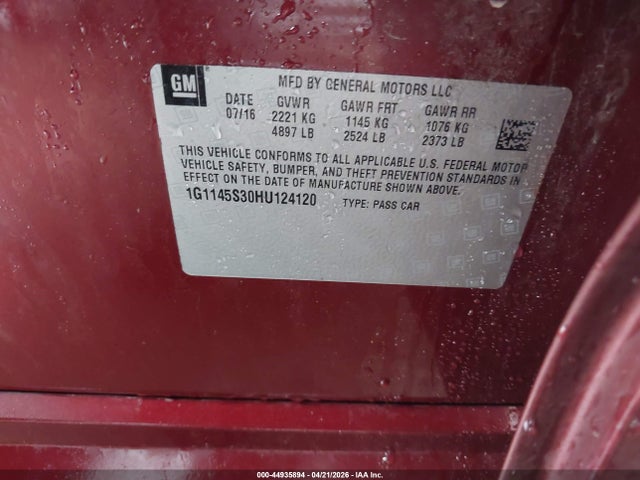 GM
MFD BY GENERAL MOTORS LLC
DATE GVWR GAWR FRT GAWR RR
07/16 2221 KG 1145 KG 1076 KG
4897 LB 2524 LB 2373 LB
THIS VEHICLE CONFORMS TO ALL APPLICABLE U.S. FEDERAL MOTOR
VEHICLE SAFETY, BUMPER, AND THEFT PREVENTION STANDARDS IN
EFFECT ON THE DATE OF MANUFACTURE SHOWN ABOVE.
1G1145S30HU124120 TYPE: PASS CAR
000-44935894 - 04/21/2026 - IAA Inc.